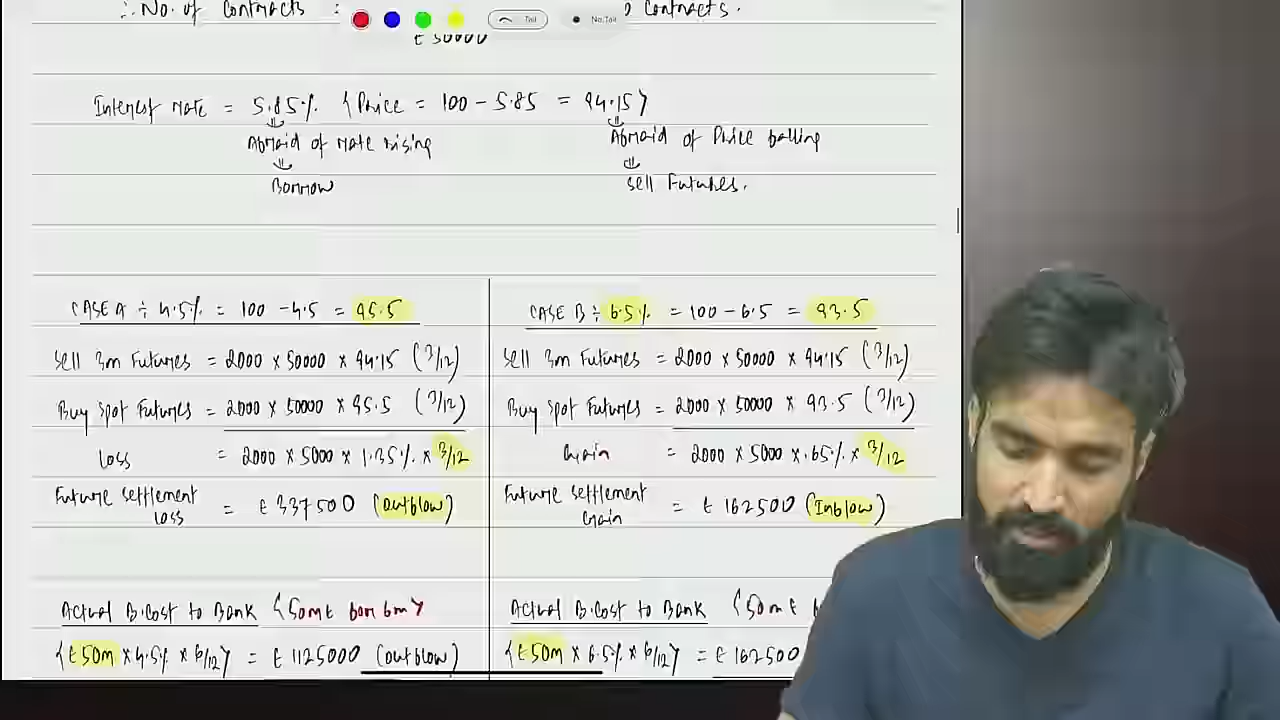 ∴ No. of Contracts : Contracts.
£ 50000
Tail
No Tail
Interest Rate = 5.85% {Price = 100 - 5.85 = 94.15}
Afraid of Rate rising
Afraid of Price falling
Borrow
Sell Futures.
CASE A ÷ 4.5% = 100 - 4.5 = 95.5
Sell 3m Futures = 2000 x 50000 x 94.15 (3/12)
Buy Spot Futures = 2000 x 50000 x 95.5 (3/12)
Loss = 2000 x 5000 x 1.35% x 3/12
Future Settlement Loss = £ 337500 (Outflow)
Actual B.Cost to Bank {50m £ for 6m}
{£ 50m x 4.5% x 6/12} = £ 1125000 (Outflow)
CASE B ÷ 6.5% = 100 - 6.5 = 93.5
Sell 3m Futures = 2000 x 50000 x 94.15 (3/12)
Buy Spot Futures = 2000 x 50000 x 93.5 (3/12)
Gain = 2000 x 5000 x .65% x 3/12
Future Settlement Gain = £ 162500 (Inflow)
Actual B.Cost to Bank {50m £
{£ 50m x 6.5% x 6/12} = £ 162500